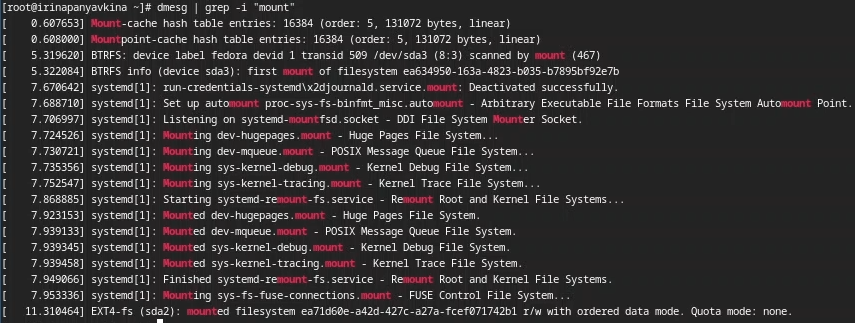 [root@irinapanyavkina ~]# dmesg | grep -i "mount"
[    0.607653] Mount-cache hash table entries: 16384 (order: 5, 131072 bytes, linear)
[    0.608000] Mountpoint-cache hash table entries: 16384 (order: 5, 131072 bytes, linear)
[    5.319620] BTRFS: device label fedora devid 1 transid 509 /dev/sda3 (8:3) scanned by mount (467)
[    5.322084] BTRFS info (device sda3): first mount of filesystem ea634950-163a-4823-b035-b7895bf92e7b
[    7.670642] systemd[1]: run-credentials-systemd\x2djournald.service.mount: Deactivated successfully.
[    7.688710] systemd[1]: Set up automount proc-sys-fs-binfmt_misc.automount - Arbitrary Executable File Formats File System Automount Point.
[    7.706997] systemd[1]: Listening on systemd-mountfsd.socket - DDI File System Mounter Socket.
[    7.724526] systemd[1]: Mounting dev-hugepages.mount - Huge Pages File System...
[    7.730721] systemd[1]: Mounting dev-mqueue.mount - POSIX Message Queue File System...
[    7.735356] systemd[1]: Mounting sys-kernel-debug.mount - Kernel Debug File System...
[    7.752547] systemd[1]: Mounting sys-kernel-tracing.mount - Kernel Trace File System...
[    7.868885] systemd[1]: Starting systemd-remount-fs.service - Remount Root and Kernel File Systems...
[    7.923153] systemd[1]: Mounted dev-hugepages.mount - Huge Pages File System.
[    7.939133] systemd[1]: Mounted dev-mqueue.mount - POSIX Message Queue File System.
[    7.939345] systemd[1]: Mounted sys-kernel-debug.mount - Kernel Debug File System.
[    7.939458] systemd[1]: Mounted sys-kernel-tracing.mount - Kernel Trace File System.
[    7.949066] systemd[1]: Finished systemd-remount-fs.service - Remount Root and Kernel File Systems.
[    7.953336] systemd[1]: Mounting sys-fs-fuse-connections.mount - FUSE Control File System...
[   11.310464] EXT4-fs (sda2): mounted filesystem ea71d60e-a42d-427c-a27a-fcef071742b1 r/w with ordered data mode. Quota mode: none.